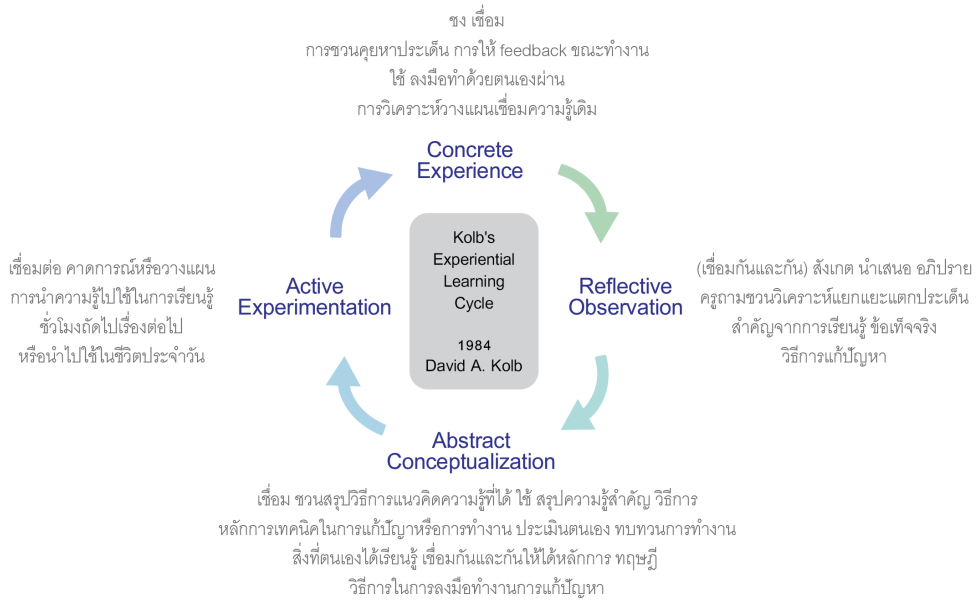 ชง เชื่อม
การชวนคุยหาประเด็น การให้ feedback ขณะทำงาน
ใช้ ลงมือทำด้วยตนเองผ่าน
การวิเคราะห์วางแผนเชื่อมความรู้เดิม
Concrete
Experience
Kolb's
Experiential
Learning
Cycle
1984
David A. Kolb
Reflective
Observation
(เชื่อมกันและกัน) สังเกต นำเสนอ อภิปราย
ครูถามชวนวิเคราะห์แยกแยะแตกประเด็น
สำคัญจากการเรียนรู้ ข้อเท็จจริง
วิธีการแก้ปัญหา
Abstract
Conceptualization
เชื่อม ชวนสรุปวิธีการแนวคิดความรู้ที่ได้ ใช้ สรุปความรู้สำคัญ วิธีการ
หลักการเทคนิคในการแก้ปัญาหรือการทำงาน ประเมินตนเอง ทบทวนการทำงาน
สิ่งที่ตนเองได้เรียนรู้ เชื่อมกันและกันให้ได้หลักการ ทฤษฎี
วิธีการในการลงมือทำงานการแก้ปัญหา
Active
Experimentation
เชื่อมต่อ คาดการณ์หรือวางแผน
การนำความรู้ไปใช้ในการเรียนรู้
ชั่วโมงถัดไปเรื่องต่อไป
หรือนำไปใช้ในชีวิตประจำวัน